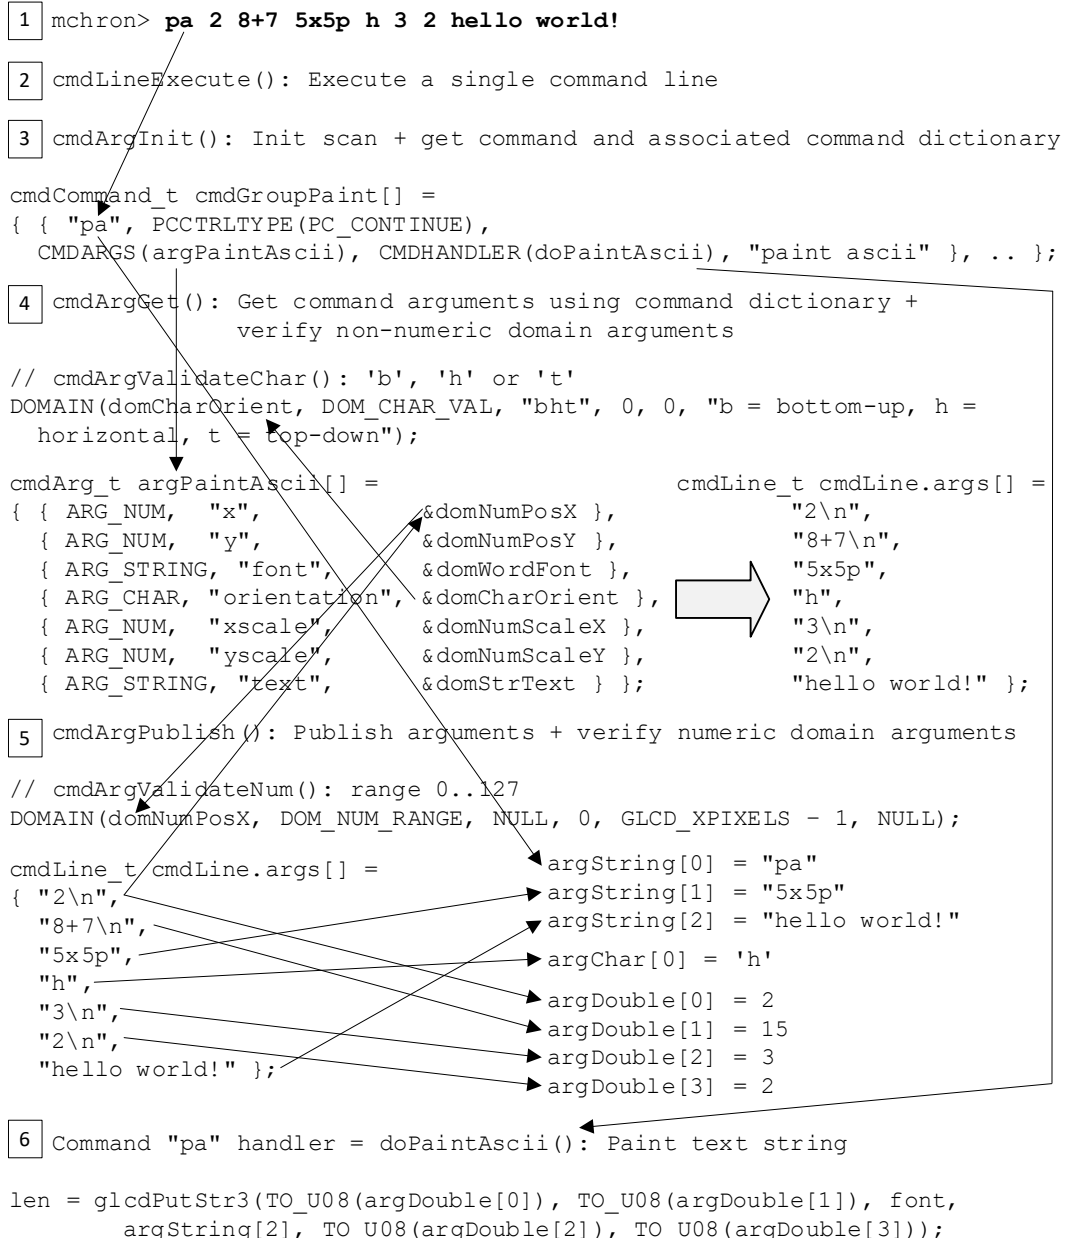 1 mchron> pa 2 8+7 5x5p h 3 2 hello world!
2 cmdLineExecute(): Execute a single command line
3 cmdArgInit(): Init scan + get command and associated command dictionary
cmdCommand_t cmdGroupPaint[] =
{ { "pa", PCCTRLTYPE(PC_CONTINUE),
CMDARGS(argPaintAscii), CMDHANDLER(doPaintAscii), "paint ascii" }, .. };
4 cmdArgGet(): Get command arguments using command dictionary +
verify non-numeric domain arguments
// cmdArgValidateChar(): 'b', 'h' or 't'
DOMAIN(domCharOrient, DOM_CHAR_VAL, "bht", 0, 0, "b = bottom-up, h =
horizontal, t = top-down");
cmdArg_t argPaintAscii[] =
{ { ARG_NUM, "x", &domNumPosX },
{ ARG_NUM, "y", &domNumPosY },
{ ARG_STRING, "font", &domWordFont },
{ ARG_CHAR, "orientation", &domCharOrient },
{ ARG_NUM, "xscale", &domNumScaleX },
{ ARG_NUM, "yscale", &domNumScaleY },
{ ARG_STRING, "text", &domStrText } };
cmdLine_t cmdLine.args[] =
"2\n",
"8+7\n",
"5x5p",
"h",
"3\n",
"2\n",
"hello world!" };
5 cmdArgPublish(): Publish arguments + verify numeric domain arguments
// cmdArgValidateNum(): range 0..127
DOMAIN(domNumPosX, DOM_NUM_RANGE, NULL, 0, GLCD_XPIXELS – 1, NULL);
cmdLine_t cmdLine.args[] =
{ "2\n",
"8+7\n",
"5x5p",
"h",
"3\n",
"2\n",
"hello world!" };
argString[0] = "pa"
argString[1] = "5x5p"
argString[2] = "hello world!"
argChar[0] = 'h'
argDouble[0] = 2
argDouble[1] = 15
argDouble[2] = 3
argDouble[3] = 2
6 Command "pa" handler = doPaintAscii(): Paint text string
len = glcdPutStr3(TO_U08(argDouble[0]), TO_U08(argDouble[1]), font,
argString[2], TO_U08(argDouble[2]), TO_U08(argDouble[3]));